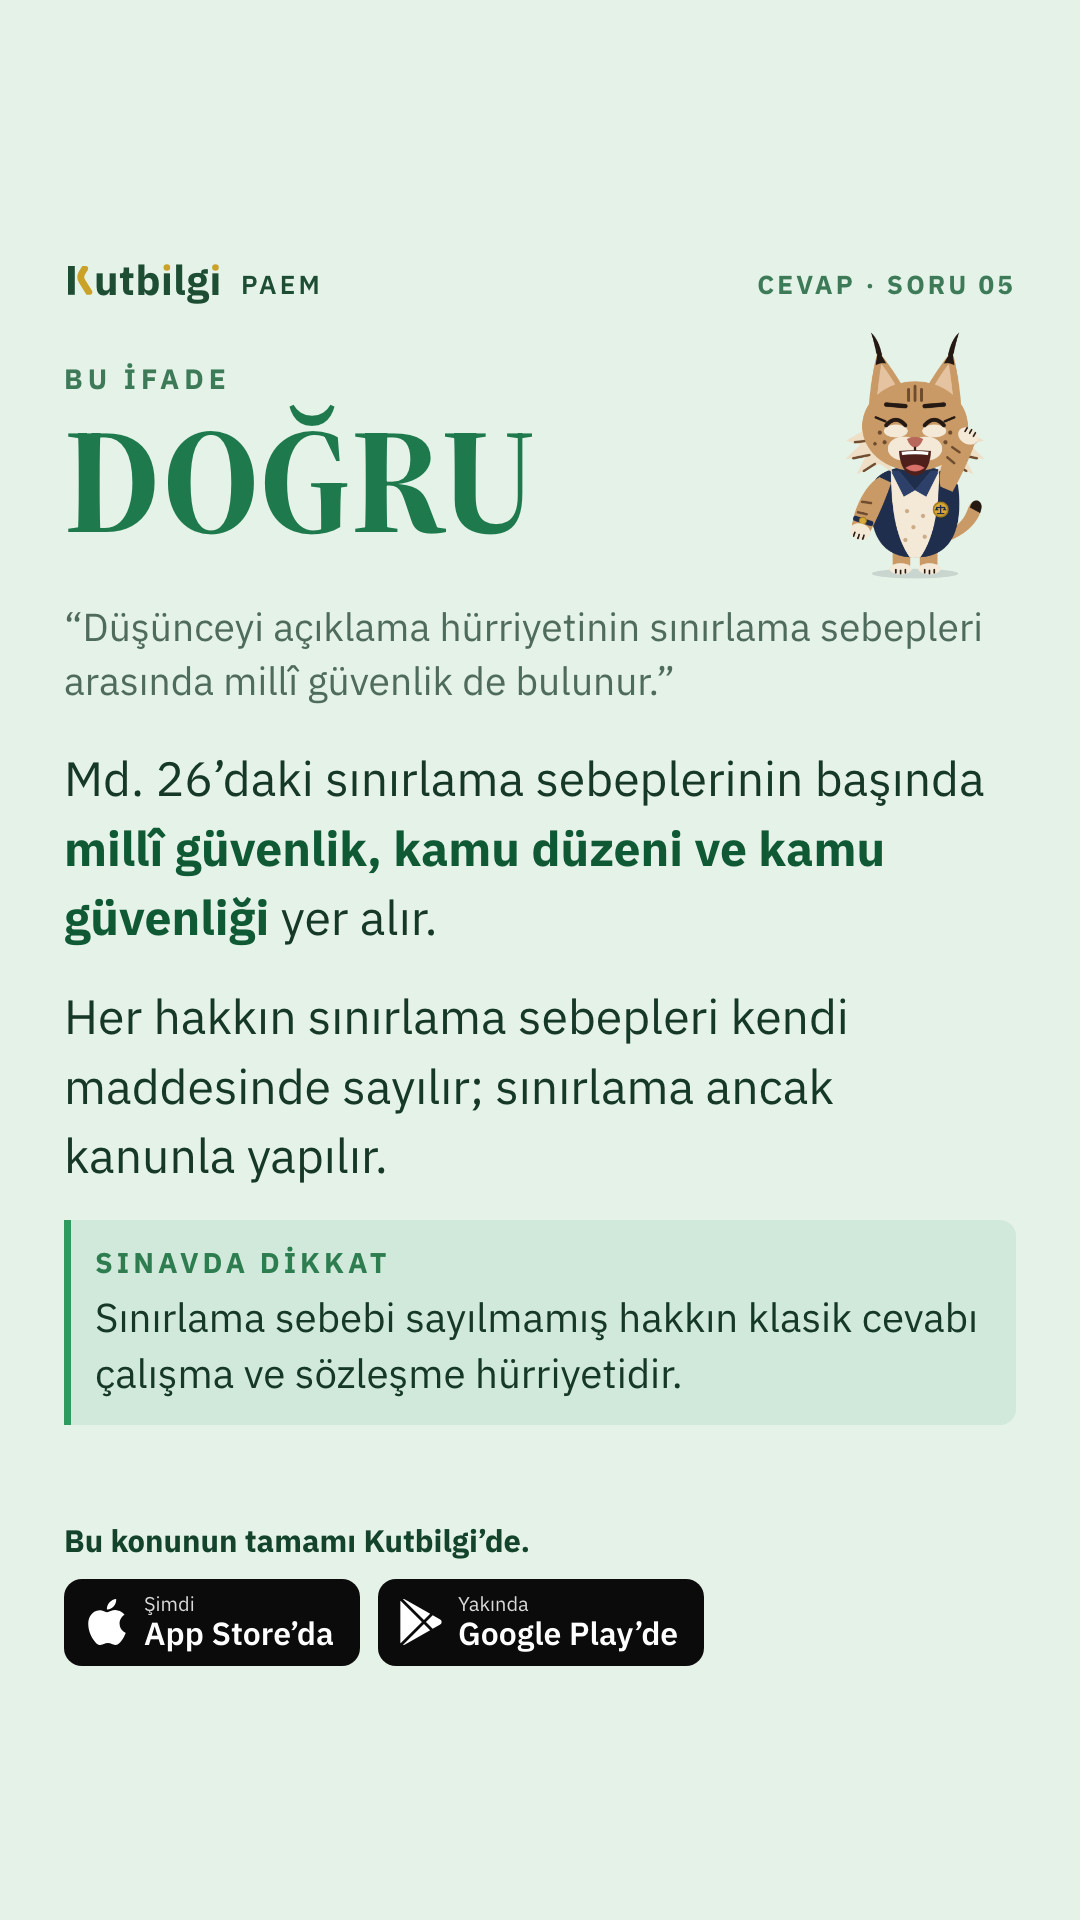 Kutbilgi PAEM
CEVAP · SORU 05
BU İFADE
DOĞRU
“Düşünceyi açıklama hürriyetinin sınırlama sebepleri
arasında millî güvenlik de bulunur.”
Md. 26’daki sınırlama sebeplerinin başında
millî güvenlik, kamu düzeni ve kamu
güvenliği yer alır.
Her hakkın sınırlama sebepleri kendi
maddesinde sayılır; sınırlama ancak
kanunla yapılır.
SINAVDA DİKKAT
Sınırlama sebebi sayılmamış hakkın klasik cevabı
çalışma ve sözleşme hürriyetidir.
Bu konunun tamamı Kutbilgi’de.
Şimdi
App Store’da
Yakında
Google Play’de